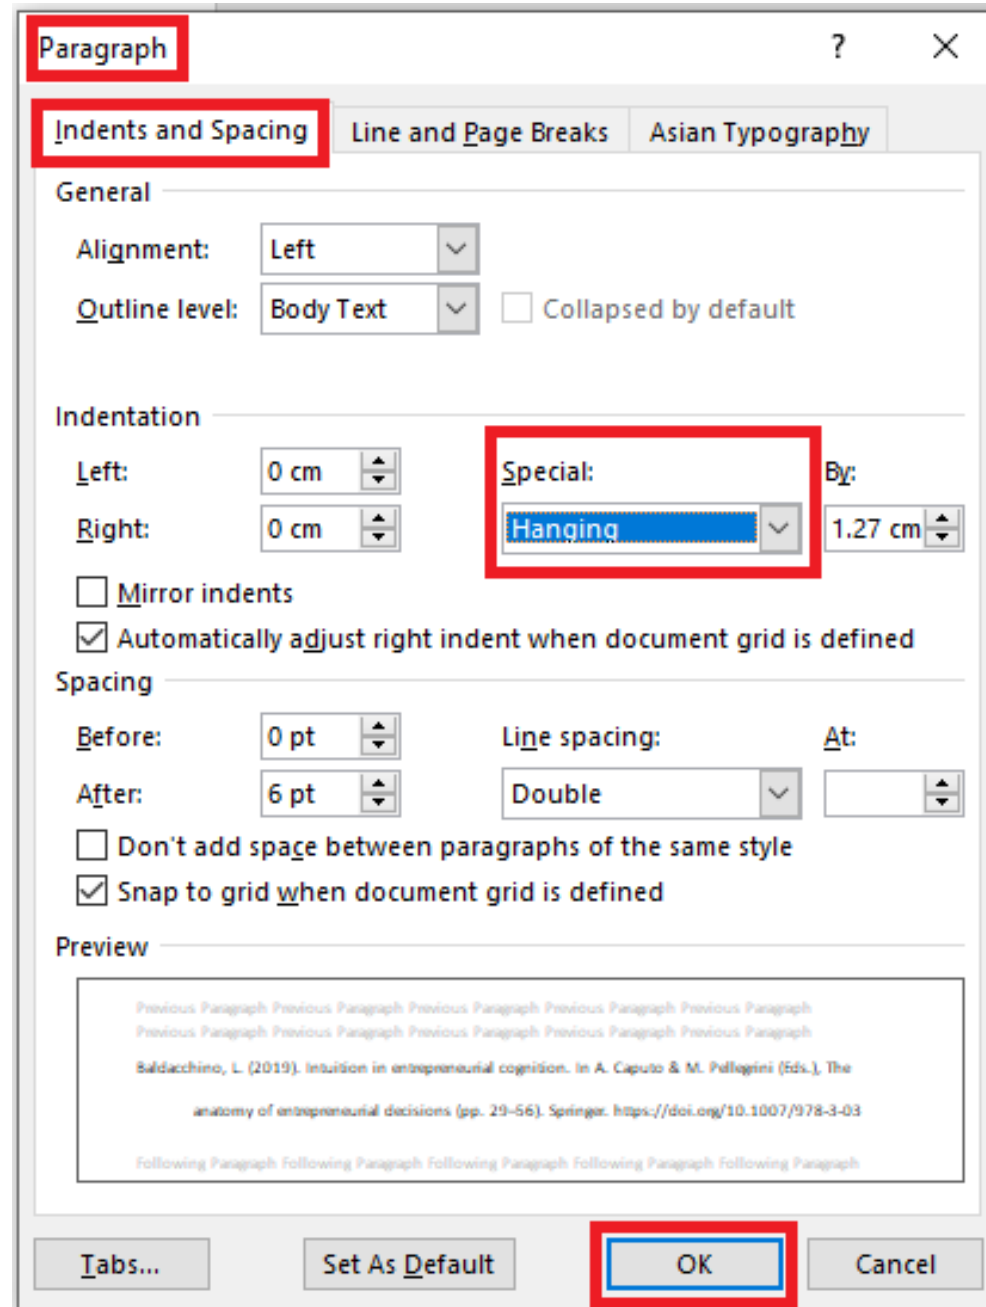 Paragraph ?
Indents and Spacing Line and Page Breaks Asian Typography
General
Alignment: Left
Outline level: Body Text Collapsed by default
Indentation
Left: 0 cm Special: By:
Right: 0 cm Hanging 1.27 cm
Mirror indents
Automatically adjust right indent when document grid is defined
Spacing
Before: 0 pt Line spacing: At:
After: 6 pt Double
Don't add space between paragraphs of the same style
Snap to grid when document grid is defined
Preview
Previous Paragraph Previous Paragraph Previous Paragraph Previous Paragraph Previous Paragraph
Previous Paragraph Previous Paragraph Previous Paragraph Previous Paragraph Previous Paragraph
Baldacchino, L. (2019). Intuition in entrepreneurial cognition. In A. Caputo & M. Pellegrini (Eds.), The
anatomy of entrepreneurial decisions (pp. 29–56). Springer. https://doi.org/10.1007/978-3-03
Following Paragraph Following Paragraph Following Paragraph Following Paragraph Following Paragraph
Tabs... Set As Default OK Cancel